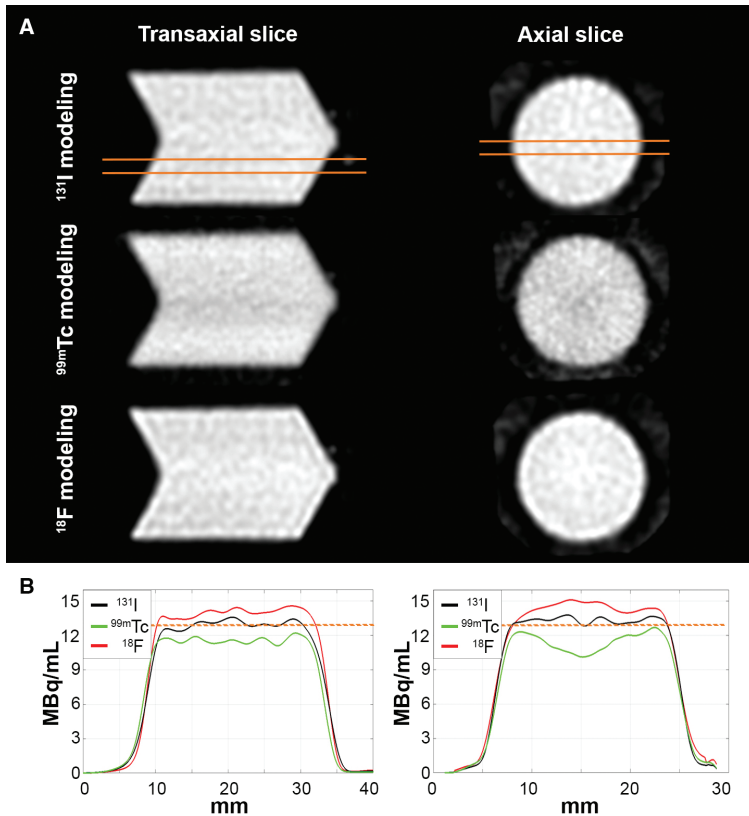 A
Transaxial slice
Axial slice
¹³¹I modeling
⁹⁹ᵐTc modeling
¹⁸F modeling
B
MBq/mL
15
12
9
6
3
0
¹³¹I
⁹⁹ᵐTc
¹⁸F
0 10 20 30 40
mm
MBq/mL
15
12
9
6
3
0
¹³¹I
⁹⁹ᵐTc
¹⁸F
0 10 20 30
mm